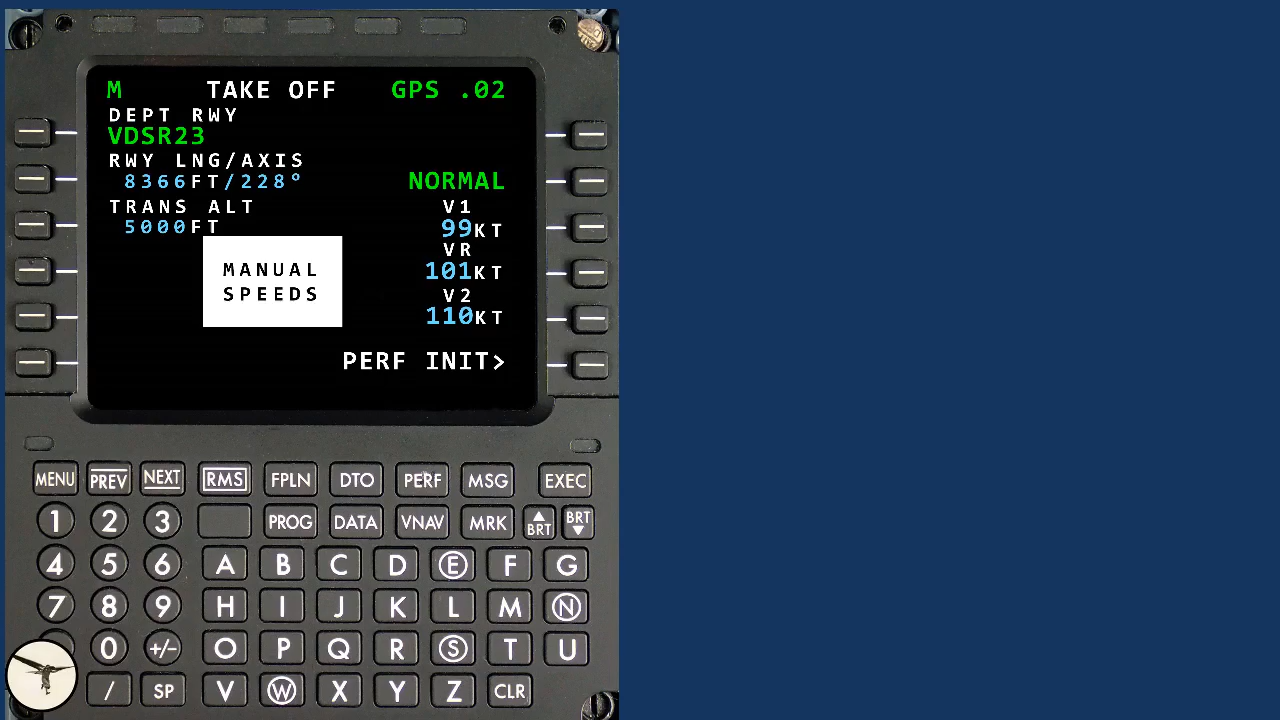 M TAKE OFF GPS .02
DEPT RWY
VDSR23
RWY LNG/AXIS
8366FT/228° NORMAL
TRANS ALT V1
5000FT 99KT
VR
MANUAL 101KT
SPEEDS V2
110KT
PERF INIT>
MENU PREV NEXT RMS FPLN DTO PERF MSG EXEC
1 2 3 PROG DATA VNAV MRK BRT BRT
4 5 6 A B C D E F G
7 8 9 H I J K L M N
0 +/- O P Q R S T U
/ SP V W X Y Z CLR